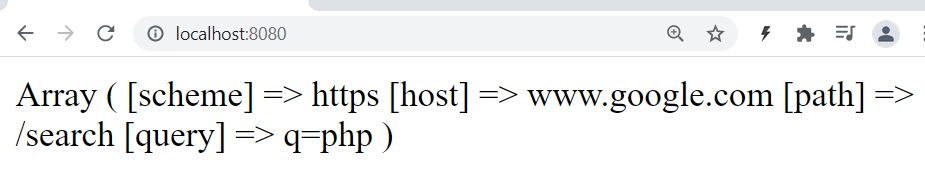 localhost:8080
Array ( [scheme] => https [host] => www.google.com [path] =>
/search [query] => q=php )